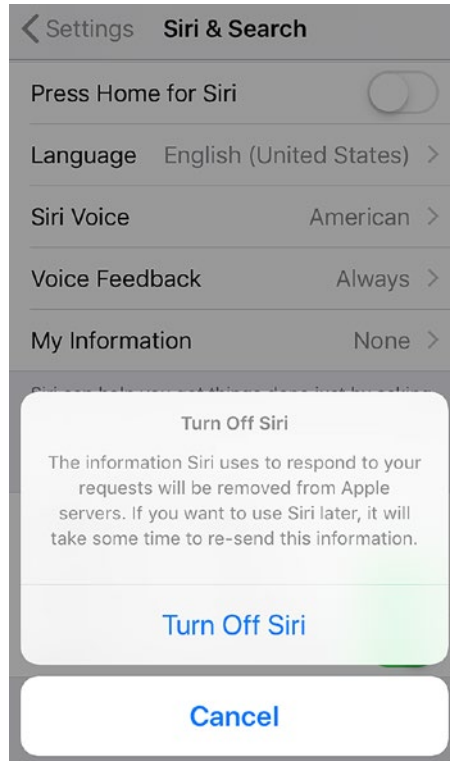 Settings Siri & Search
Press Home for Siri
Language English (United States)
Siri Voice American
Voice Feedback Always
My Information None
Turn Off Siri
The information Siri uses to respond to your
requests will be removed from Apple
servers. If you want to use Siri later, it will
take some time to re-send this information.
Turn Off Siri
Cancel